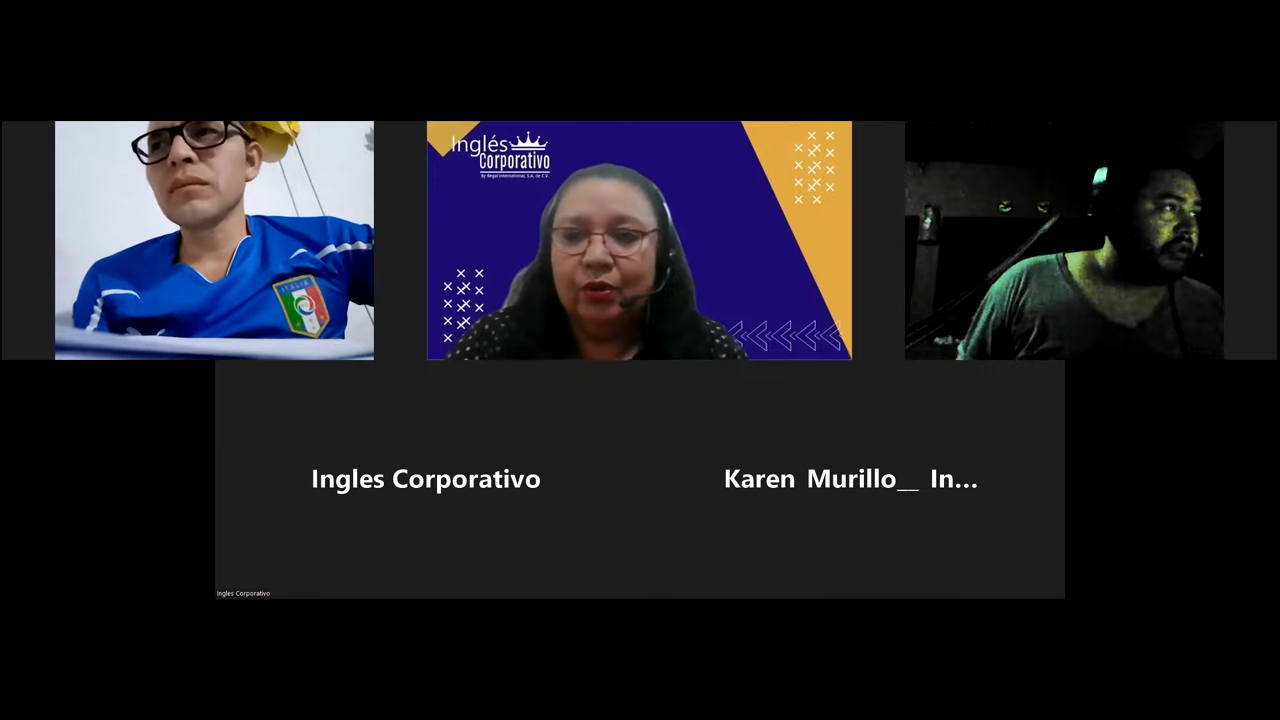 Inglés
Corporativo
By Regal International, S.A. de C.V.
ITALIA
Ingles Corporativo
Karen Murillo__ In...
Ingles Corporativo